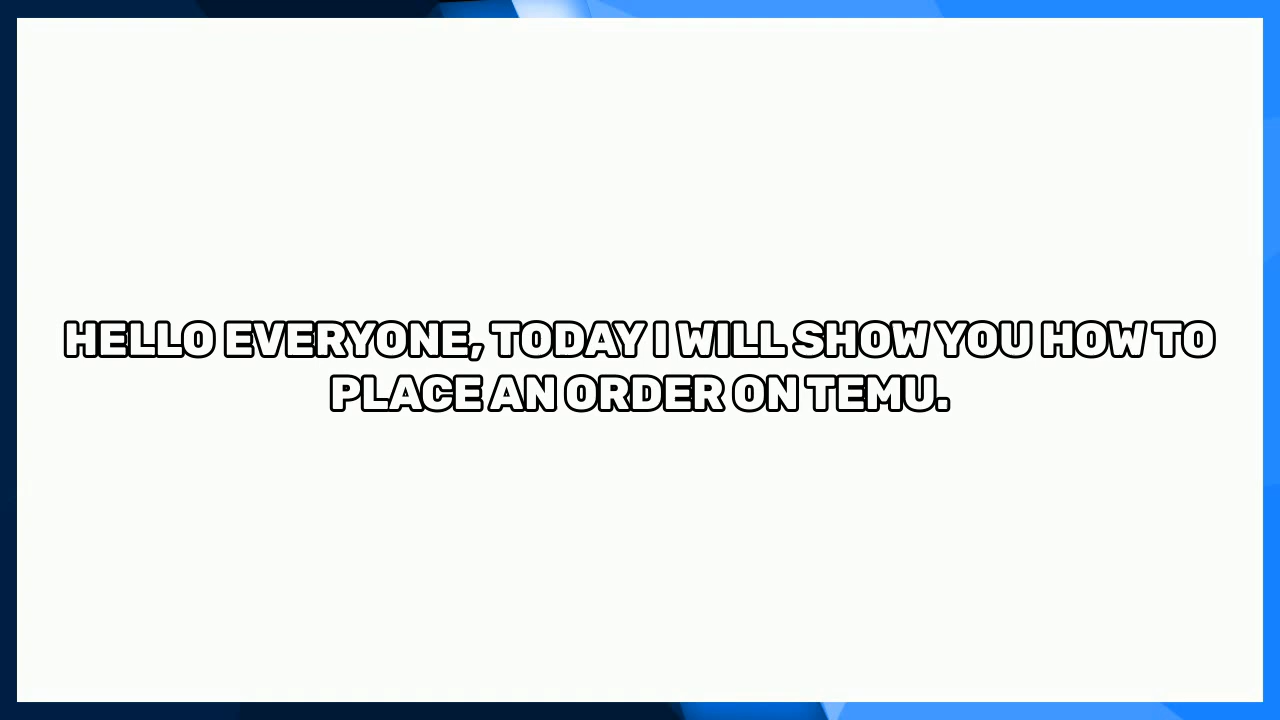 HELLO EVERYONE, TODAY I WILL SHOW YOU HOW TO
PLACE AN ORDER ON TEMU.